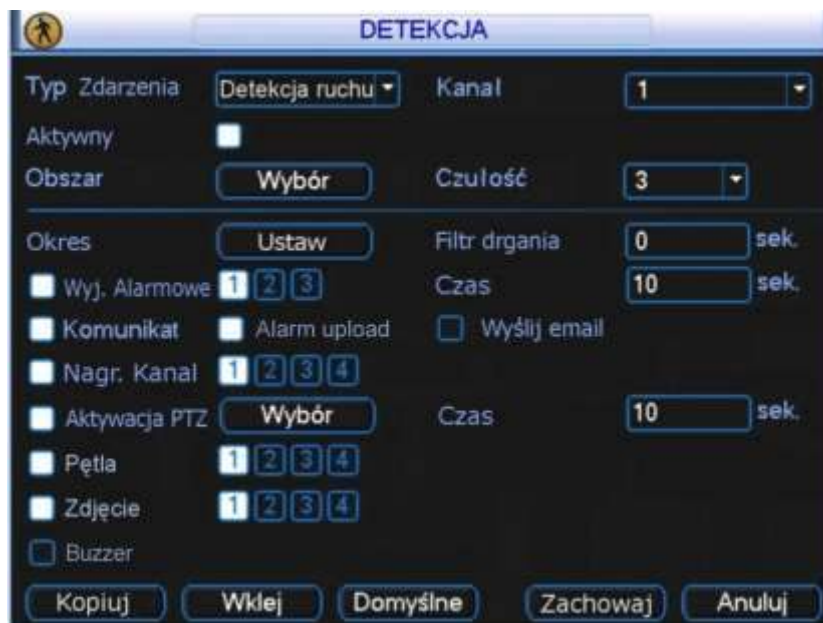 DETEKCJA
Typ Zdarzenia Detekcja ruchu Kanal 1
Aktywny
Obszar Wybór Czułość 3
Okres Ustaw Filtr drgania 0 sek.
Wyj. Alarmowe 1 2 3 Czas 10 sek.
Komunikat Alarm upload Wyślij email
Nagr. Kanal 1 2 3 4
Aktywacja PTZ Wybór Czas 10 sek.
Pętla 1 2 3 4
Zdjęcie 1 2 3 4
Buzzer
Kopiuj Wklej Domyślne Zachowaj Anuluj